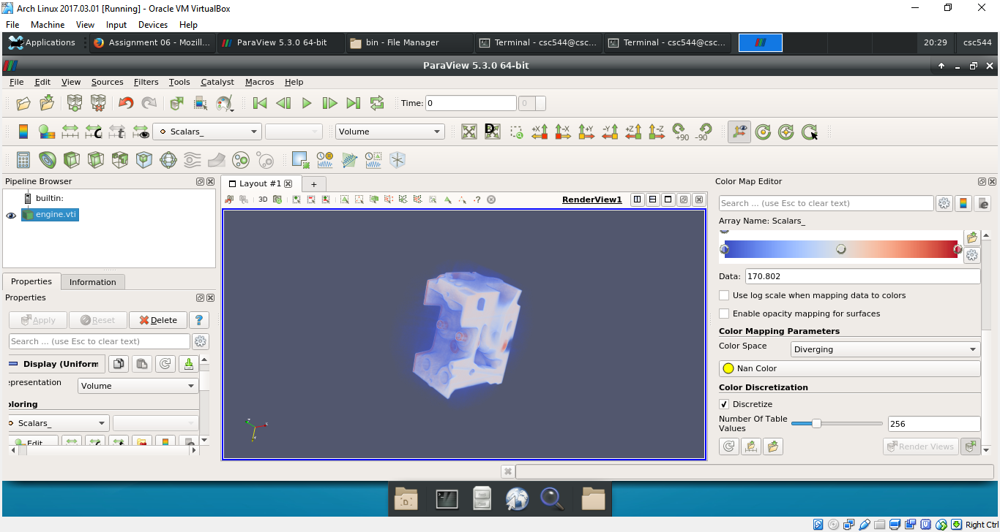 Arch Linux 2017.03.01 [Running] - Oracle VM VirtualBox
File Machine View Input Devices Help
Applications Assignment 06 - Mozill... ParaView 5.3.0 64-bit bin - File Manager Terminal - csc544@csc... Terminal - csc544@csc... 20:29 csc544
ParaView 5.3.0 64-bit
File Edit View Sources Filters Tools Catalyst Macros Help
Time: 0 0
C t Scalars_ Volume D +X -X +Y -Y +Z -Z +90 -90
Pipeline Browser
builtin:
engine.vti
Properties Information
Properties
Apply Reset Delete ?
Search ... (use Esc to clear text)
Display (Uniform
epresentation Volume
oloring
Scalars_
Edit
Layout #1 +
3D ? RenderView1
Color Map Editor
Search ... (use Esc to clear text) e
Array Name: Scalars_
Data: 170.802
Use log scale when mapping data to colors
Enable opacity mapping for surfaces
Color Mapping Parameters
Color Space Diverging
Nan Color
Color Discretization
Discretize
Number Of Table
Values 256
Render Views
Right Ctrl